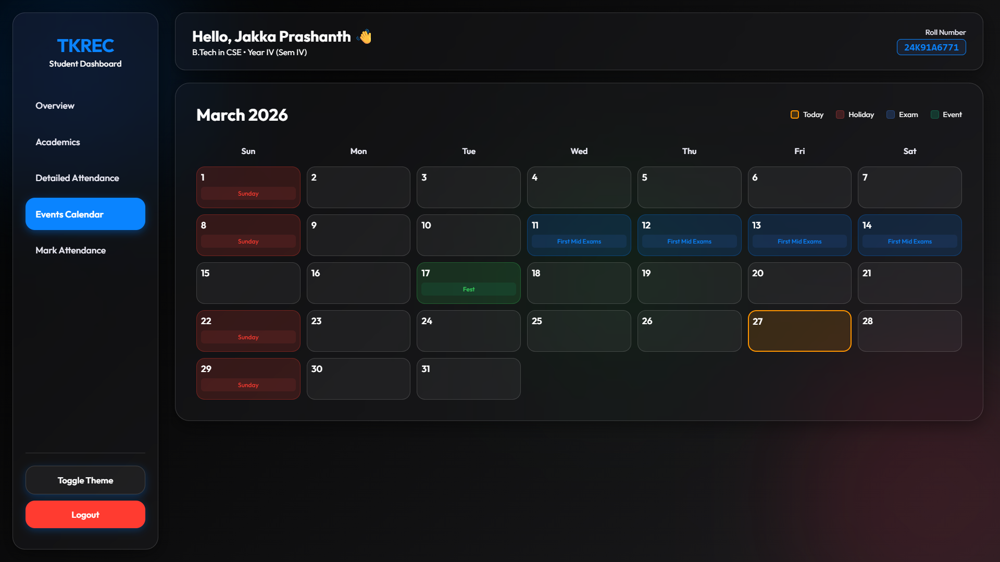 TKREC
Student Dashboard
Overview
Academics
Detailed Attendance
Events Calendar
Mark Attendance
Toggle Theme
Logout
Hello, Jakka Prashanth 👋
B.Tech in CSE • Year IV (Sem IV)
Roll Number
24K91A6771
March 2026
Today Holiday Exam Event
Sun Mon Tue Wed Thu Fri Sat
1 2 3 4 5 6 7
Sunday
8 9 10 11 12 13 14
Sunday First Mid Exams First Mid Exams First Mid Exams First Mid Exams
15 16 17 18 19 20 21
Fest
22 23 24 25 26 27 28
Sunday
29 30 31
Sunday